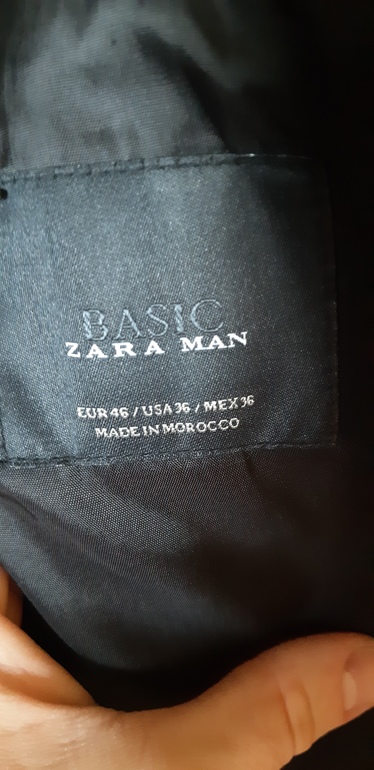 BASIC
ZARA MAN
EUR 46 / USA 36 / MEX 36
MADE IN MOROCCO